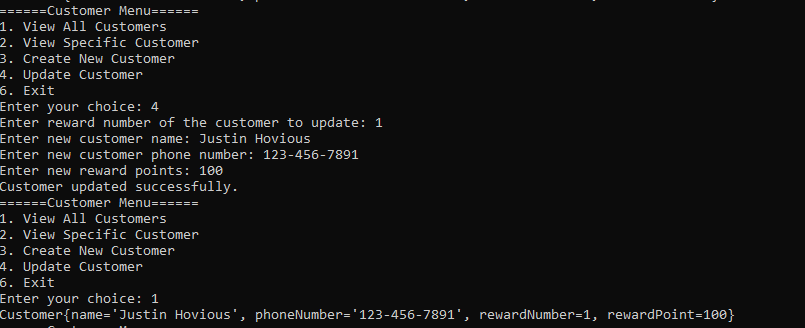 ======Customer Menu======
1. View All Customers
2. View Specific Customer
3. Create New Customer
4. Update Customer
6. Exit
Enter your choice: 4
Enter reward number of the customer to update: 1
Enter new customer name: Justin Hovious
Enter new customer phone number: 123-456-7891
Enter new reward points: 100
Customer updated successfully.
======Customer Menu======
1. View All Customers
2. View Specific Customer
3. Create New Customer
4. Update Customer
6. Exit
Enter your choice: 1
Customer{name='Justin Hovious', phoneNumber='123-456-7891', rewardNumber=1, rewardPoint=100}